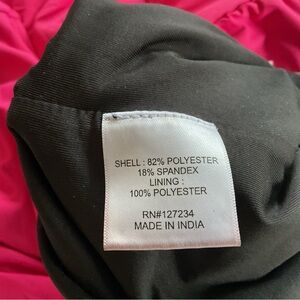 SHELL : 82% POLYESTER
18% SPANDEX
LINING :
100% POLYESTER
RN#127234
MADE IN INDIA